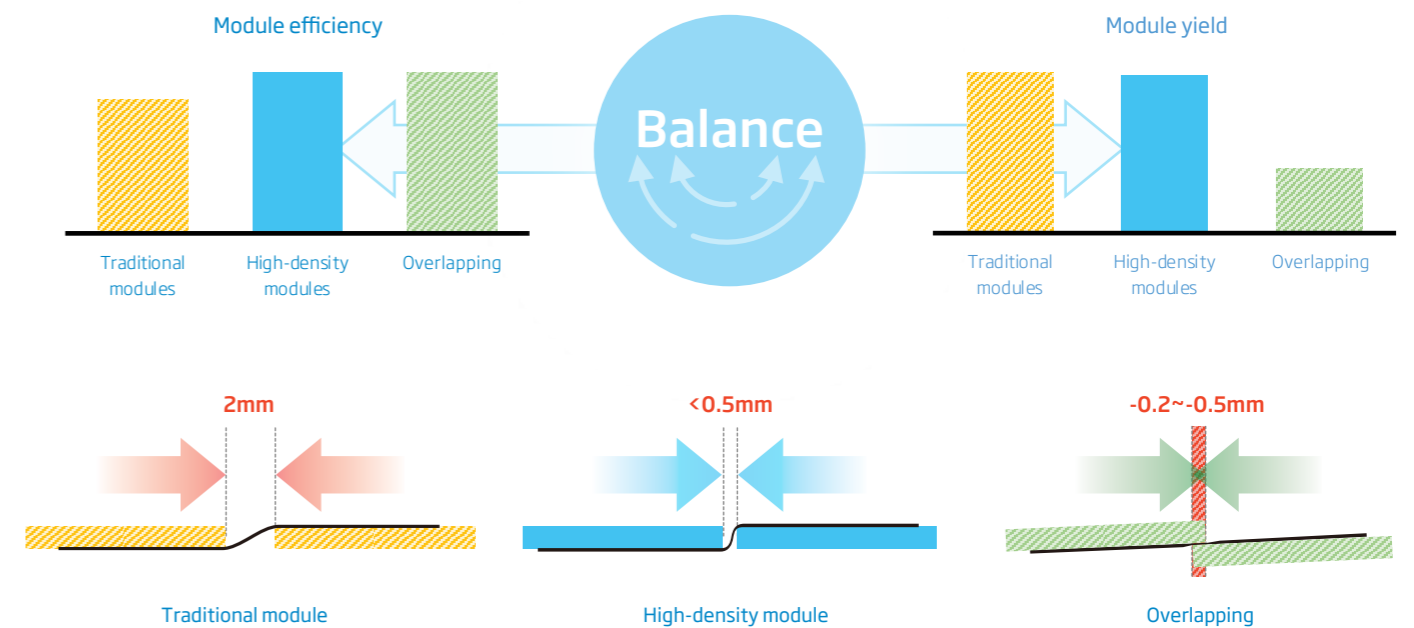 Module efficiency
Module yield
Balance
Traditional
modules
High-density
modules
Overlapping
Traditional
modules
High-density
modules
Overlapping
2mm
<0.5mm
-0.2~-0.5mm
Traditional module
High-density module
Overlapping